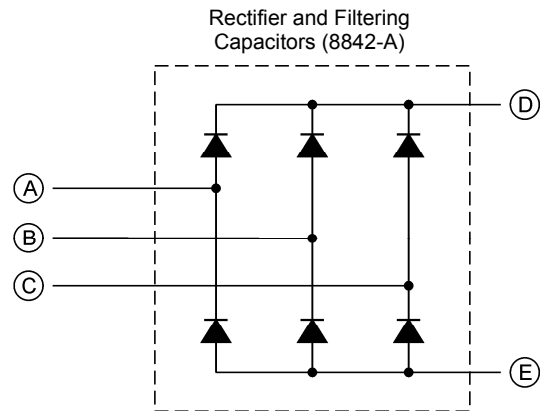 Rectifier and Filtering
Capacitors (8842-A)
D
A
B
C
E